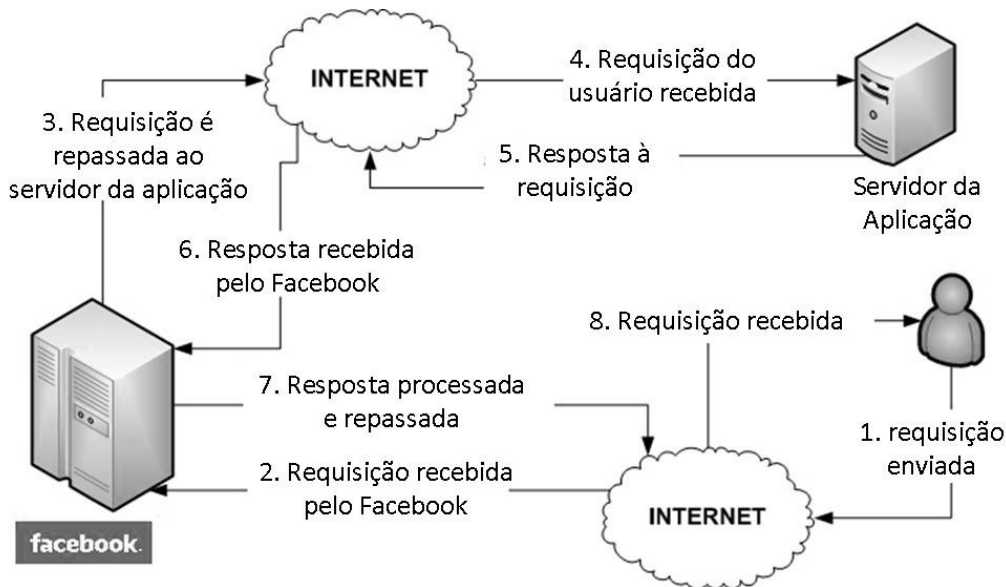 INTERNET
4. Requisição do
usuário recebida
3. Requisição é
repassada ao
servidor da aplicação
5. Resposta à
requisição
Servidor da
Aplicação
6. Resposta recebida
pelo Facebook
8. Requisição recebida
7. Resposta processada
e repassada
1. requisição
enviada
2. Requisição recebida
pelo Facebook
INTERNET
facebook.